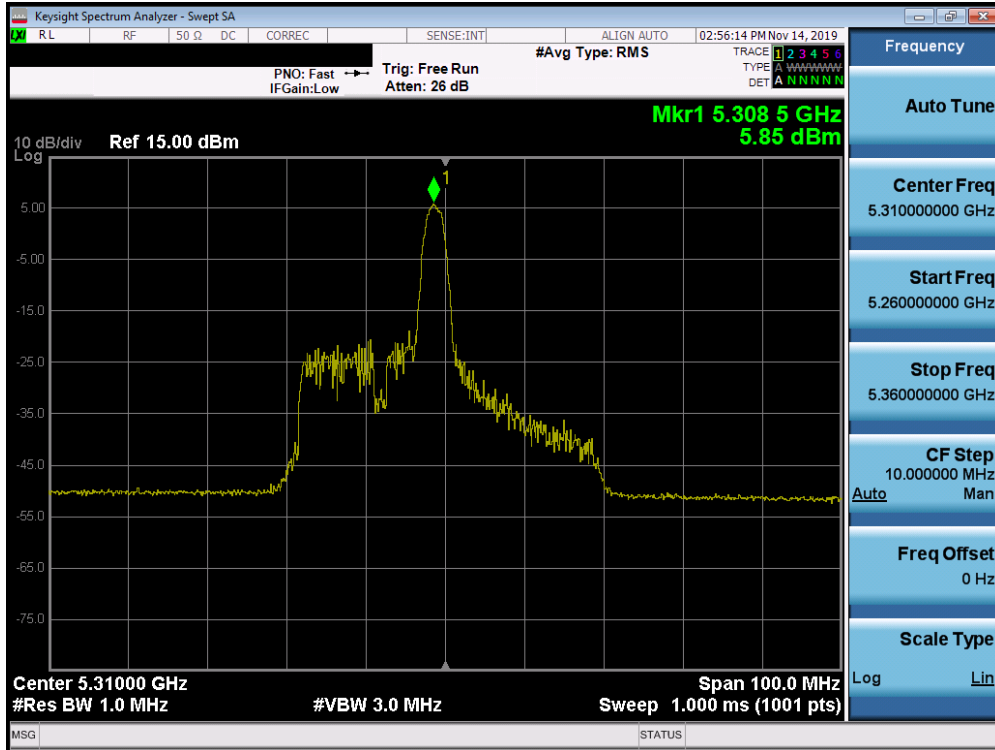 Keysight Spectrum Analyzer - Swept SA
LXI RL RF 50 Ω DC CORREC SENSE:INT ALIGN AUTO 02:56:14 PM Nov 14, 2019
#Avg Type: RMS TRACE 1 2 3 4 5 6
PNO: Fast Trig: Free Run TYPE A WWWWW
IFGain:Low Atten: 26 dB DET A N N N N N
Mkr1 5.308 5 GHz
5.85 dBm
10 dB/div Ref 15.00 dBm
Log
1
5.00
-5.00
-15.0
-25.0
-35.0
-45.0
-55.0
-65.0
-75.0
Center 5.31000 GHz Span 100.0 MHz
#Res BW 1.0 MHz #VBW 3.0 MHz Sweep 1.000 ms (1001 pts)
MSG STATUS
Frequency
Auto Tune
Center Freq
5.310000000 GHz
Start Freq
5.260000000 GHz
Stop Freq
5.360000000 GHz
CF Step
10.000000 MHz
Auto Man
Freq Offset
0 Hz
Scale Type
Log Lin